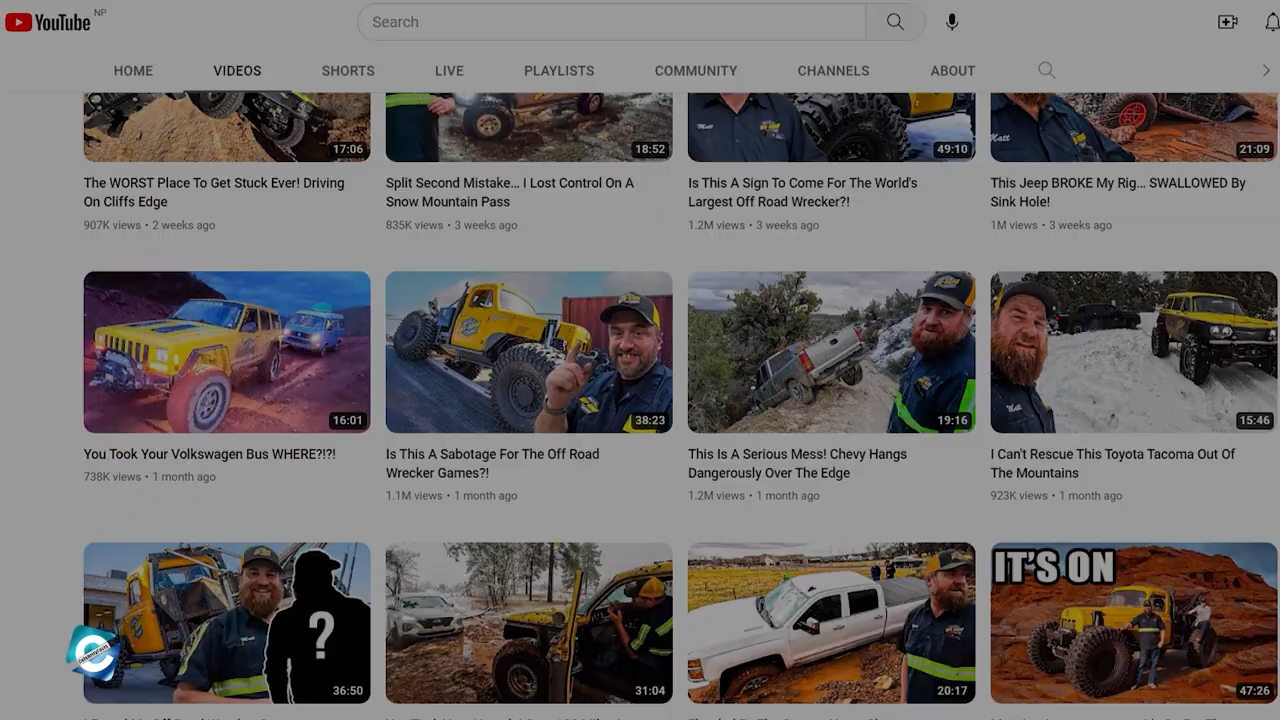 YouTube NP
Search
HOME VIDEOS SHORTS LIVE PLAYLISTS COMMUNITY CHANNELS ABOUT
17:06
18:52
Matt
49:10
Matt
21:09
The WORST Place To Get Stuck Ever! Driving
On Cliffs Edge
907K views • 2 weeks ago
Split Second Mistake... I Lost Control On A
Snow Mountain Pass
835K views • 3 weeks ago
Is This A Sign To Come For The World's
Largest Off Road Wrecker?!
1.2M views • 3 weeks ago
This Jeep BROKE My Rig... SWALLOWED By
Sink Hole!
1M views • 3 weeks ago
16:01
38:23
19:16
15:46
You Took Your Volkswagen Bus WHERE?!?!
738K views • 1 month ago
Is This A Sabotage For The Off Road
Wrecker Games?!
1.1M views • 1 month ago
This Is A Serious Mess! Chevy Hangs
Dangerously Over The Edge
1.2M views • 1 month ago
I Can't Rescue This Toyota Tacoma Out Of
The Mountains
923K views • 1 month ago
?
36:50
31:04
20:17
IT'S ON
47:26